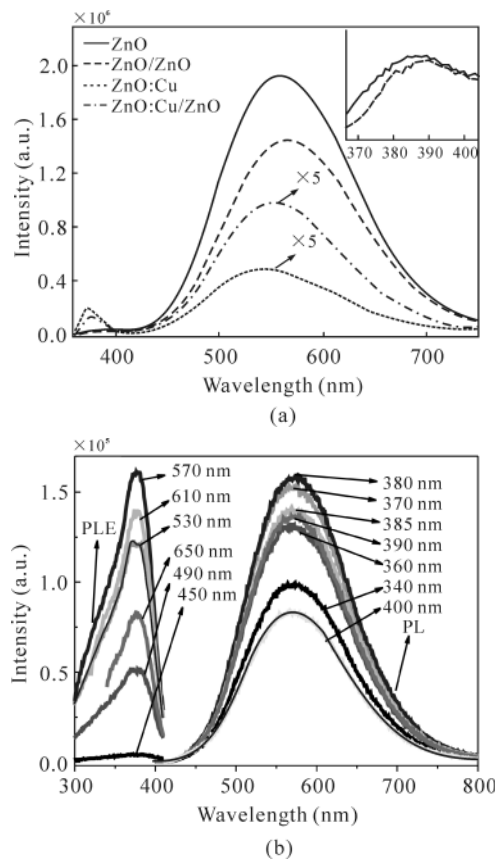 ×10⁶
ZnO
ZnO/ZnO
ZnO:Cu
ZnO:Cu/ZnO
×5
×5
370 380 390 400
2.0
1.6
1.2
0.8
0.4
0.0
Intensity (a.u.)
400 500 600 700
Wavelength (nm)
(a)
×10⁵
570 nm
610 nm
530 nm
650 nm
490 nm
450 nm
PLE
380 nm
370 nm
385 nm
390 nm
360 nm
340 nm
400 nm
PL
1.5
1.0
0.5
0.0
Intensity (a.u.)
300 400 500 600 700 800
Wavelength (nm)
(b)